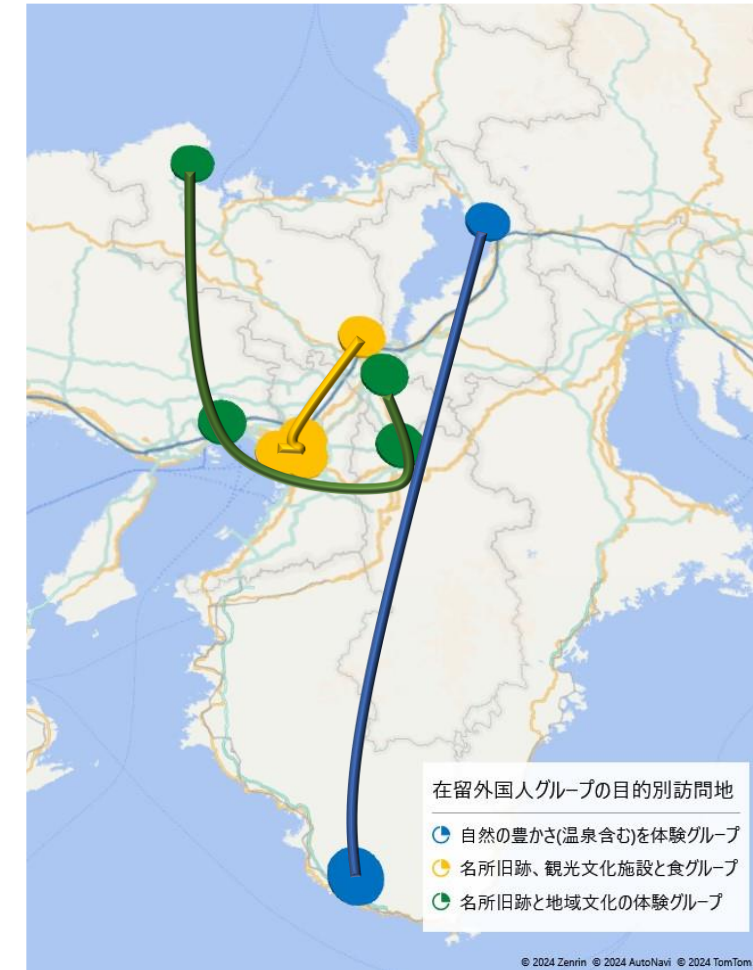 在留外国人グループの目的別訪問地
自然の豊かさ(温泉含む)を体験グループ
名所旧跡、観光文化施設と食グループ
名所旧跡と地域文化の体験グループ
© 2024 Zenrin © 2024 AutoNavi © 2024 TomTom